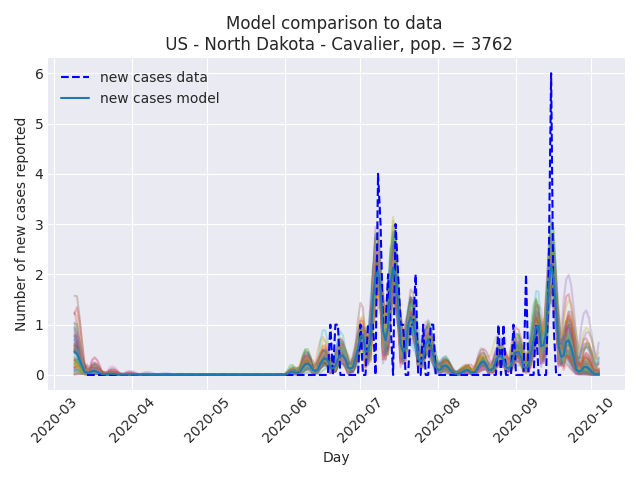 Model comparison to data
US - North Dakota - Cavalier, pop. = 3762
new cases data
new cases model
Number of new cases reported
6
5
4
3
2
1
0
2020-03
2020-04
2020-05
2020-06
2020-07
2020-08
2020-09
2020-10
Day